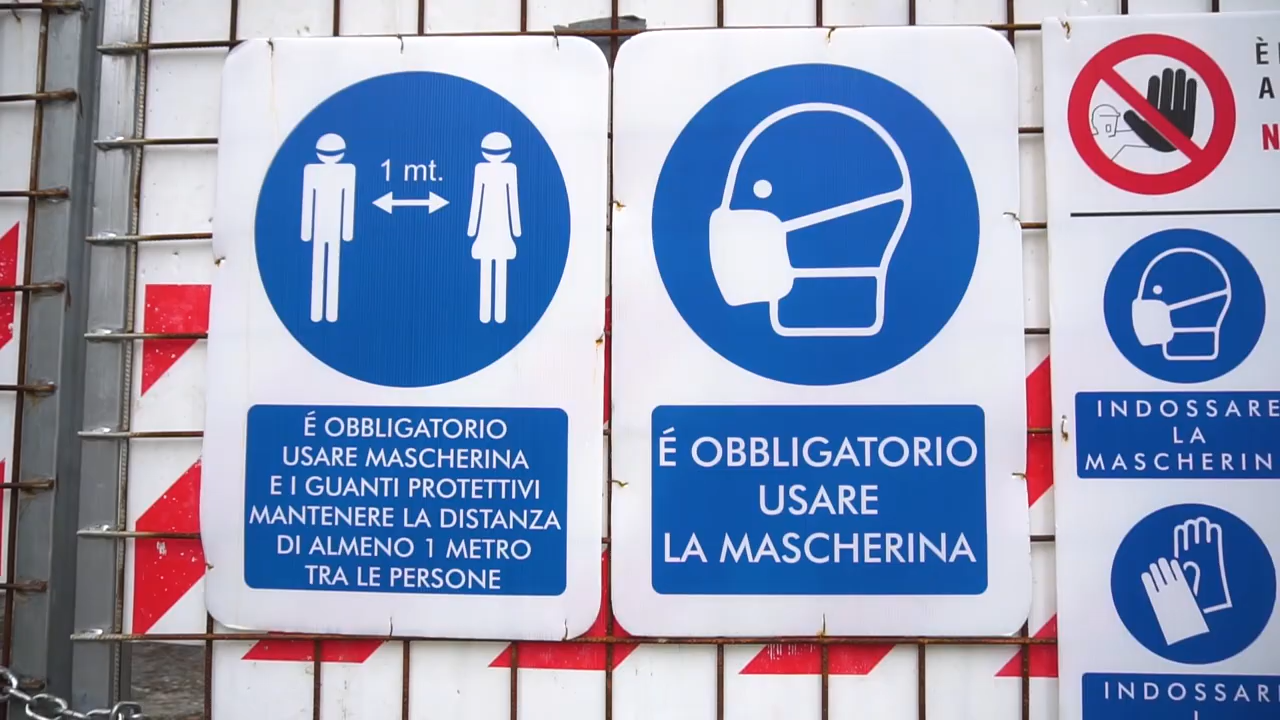 1 mt.
É OBBLIGATORIO
USARE MASCHERINA
E I GUANTI PROTETTIVI
MANTENERE LA DISTANZA
DI ALMENO 1 METRO
TRA LE PERSONE
É OBBLIGATORIO
USARE
LA MASCHERINA
È
A
N
INDOSSARE
LA
MASCHERIN
INDOSSAR